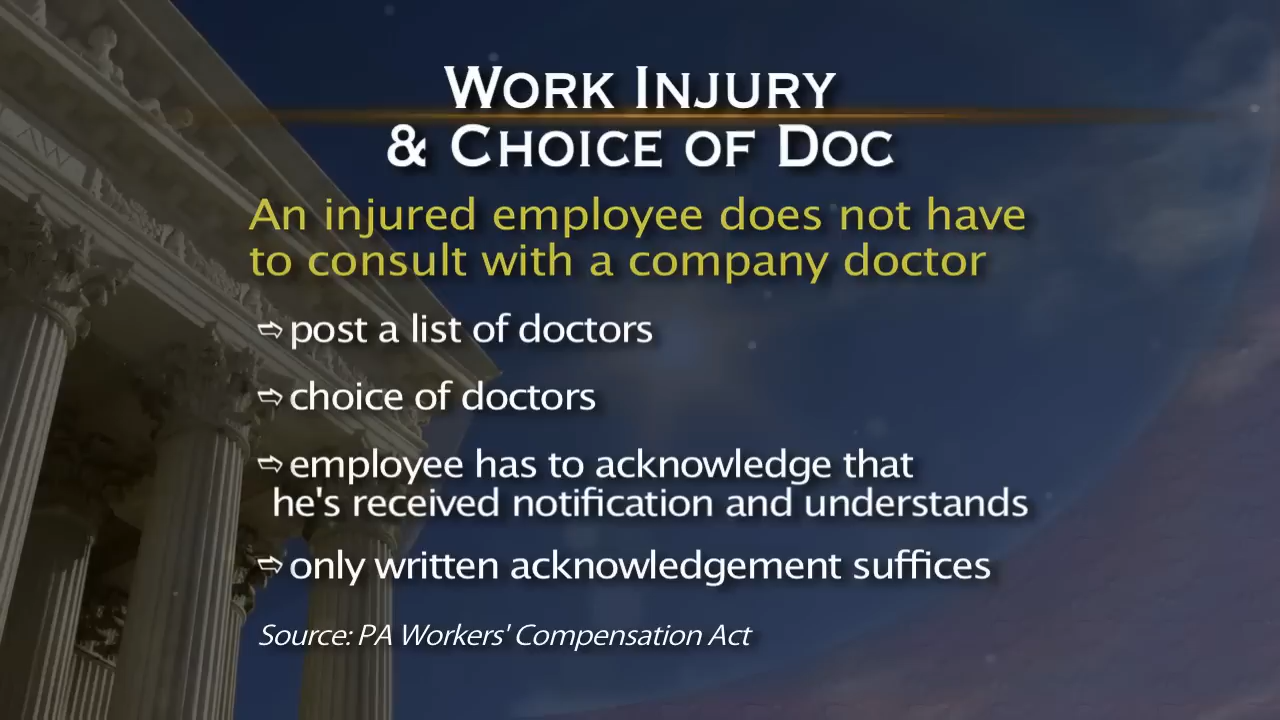 WORK INJURY
& CHOICE OF DOC
An injured employee does not have
to consult with a company doctor
⇨ post a list of doctors
⇨ choice of doctors
⇨ employee has to acknowledge that
he's received notification and understands
⇨ only written acknowledgement suffices
Source: PA Workers' Compensation Act